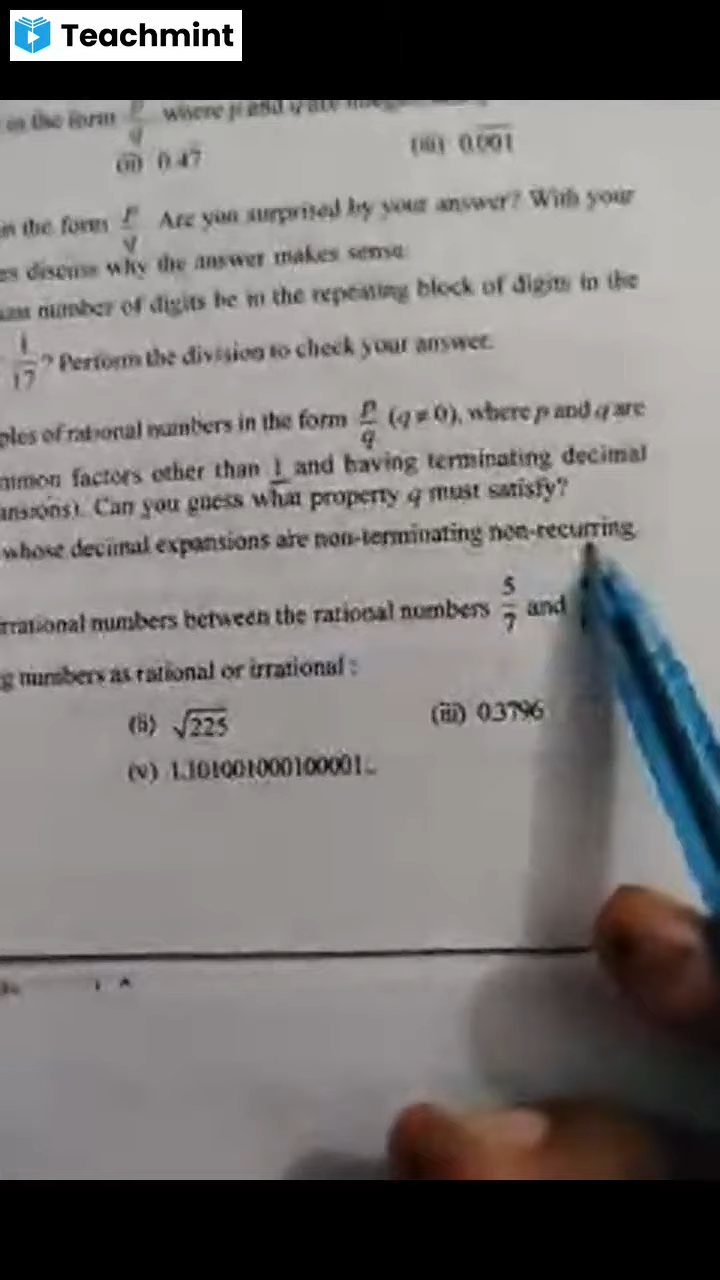 Teachmint
in the form p/q where p and q are
(ii) 0.47̅ (iii) 0.0̅0̅1̅
in the form p/q Are you surprised by your answer? With your
discuss why the answer makes sense.
number of digits be in the repeating block of digits in the
1/17? Perform the division to check your answer.
ples of rational numbers in the form p/q (q ≠ 0), where p and q are
mmon factors other than 1 and having terminating decimal
ansions). Can you guess what property q must satisfy?
whose decimal expansions are non-terminating non-recurring.
irrational numbers between the rational numbers 5/7 and
g numbers as rational or irrational :
(ii) √225 (iii) 0.3796
(v) 1.101001000100001...